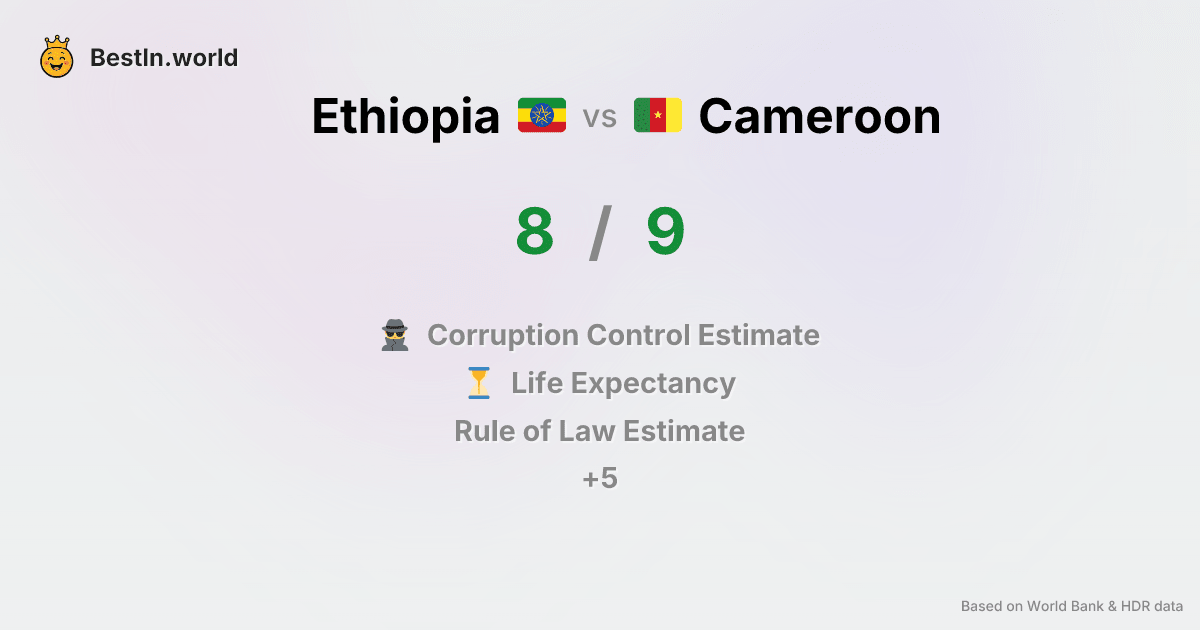 BestIn.world
Ethiopia vs Cameroon
8 / 9
Corruption Control Estimate
Life Expectancy
Rule of Law Estimate
+5
Based on World Bank & HDR data